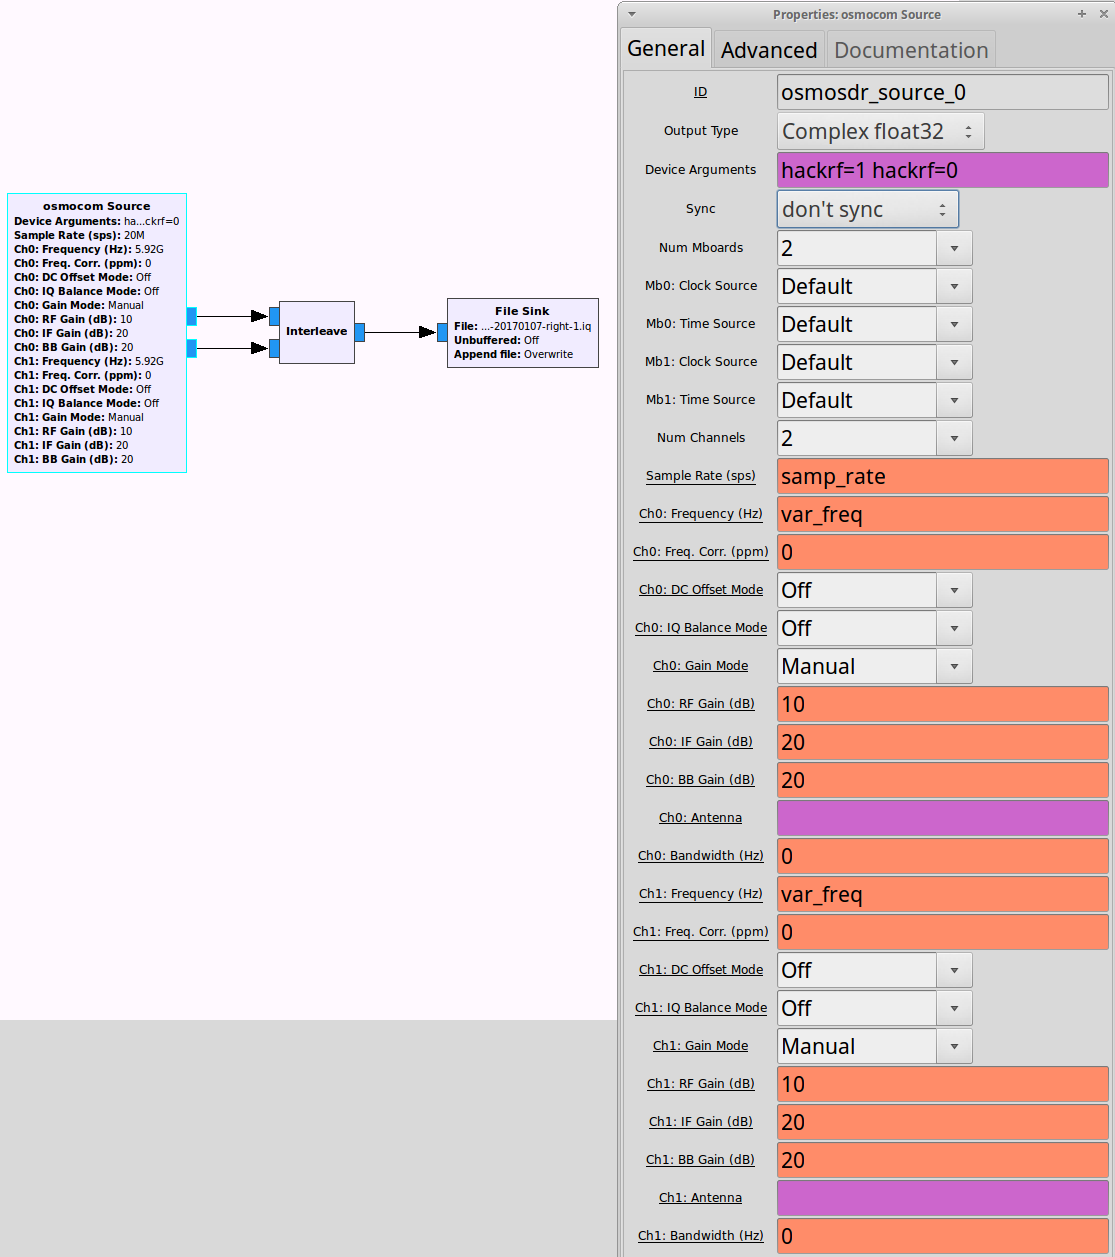 osmocom Source
Device Arguments: ha...ckrf=0
Sample Rate (sps): 20M
Ch0: Frequency (Hz): 5.92G
Ch0: Freq. Corr. (ppm): 0
Ch0: DC Offset Mode: Off
Ch0: IQ Balance Mode: Off
Ch0: Gain Mode: Manual
Ch0: RF Gain (dB): 10
Ch0: IF Gain (dB): 20
Ch0: BB Gain (dB): 20
Ch1: Frequency (Hz): 5.92G
Ch1: Freq. Corr. (ppm): 0
Ch1: DC Offset Mode: Off
Ch1: IQ Balance Mode: Off
Ch1: Gain Mode: Manual
Ch1: RF Gain (dB): 10
Ch1: IF Gain (dB): 20
Ch1: BB Gain (dB): 20
Interleave
File Sink
File: ...-20170107-right-1.iq
Unbuffered: Off
Append file: Overwrite
Properties: osmocom Source
General Advanced Documentation
ID osmosdr_source_0
Output Type Complex float32
Device Arguments hackrf=1 hackrf=0
Sync don't sync
Num Mboards 2
Mb0: Clock Source Default
Mb0: Time Source Default
Mb1: Clock Source Default
Mb1: Time Source Default
Num Channels 2
Sample Rate (sps) samp_rate
Ch0: Frequency (Hz) var_freq
Ch0: Freq. Corr. (ppm) 0
Ch0: DC Offset Mode Off
Ch0: IQ Balance Mode Off
Ch0: Gain Mode Manual
Ch0: RF Gain (dB) 10
Ch0: IF Gain (dB) 20
Ch0: BB Gain (dB) 20
Ch0: Antenna
Ch0: Bandwidth (Hz) 0
Ch1: Frequency (Hz) var_freq
Ch1: Freq. Corr. (ppm) 0
Ch1: DC Offset Mode Off
Ch1: IQ Balance Mode Off
Ch1: Gain Mode Manual
Ch1: RF Gain (dB) 10
Ch1: IF Gain (dB) 20
Ch1: BB Gain (dB) 20
Ch1: Antenna
Ch1: Bandwidth (Hz) 0